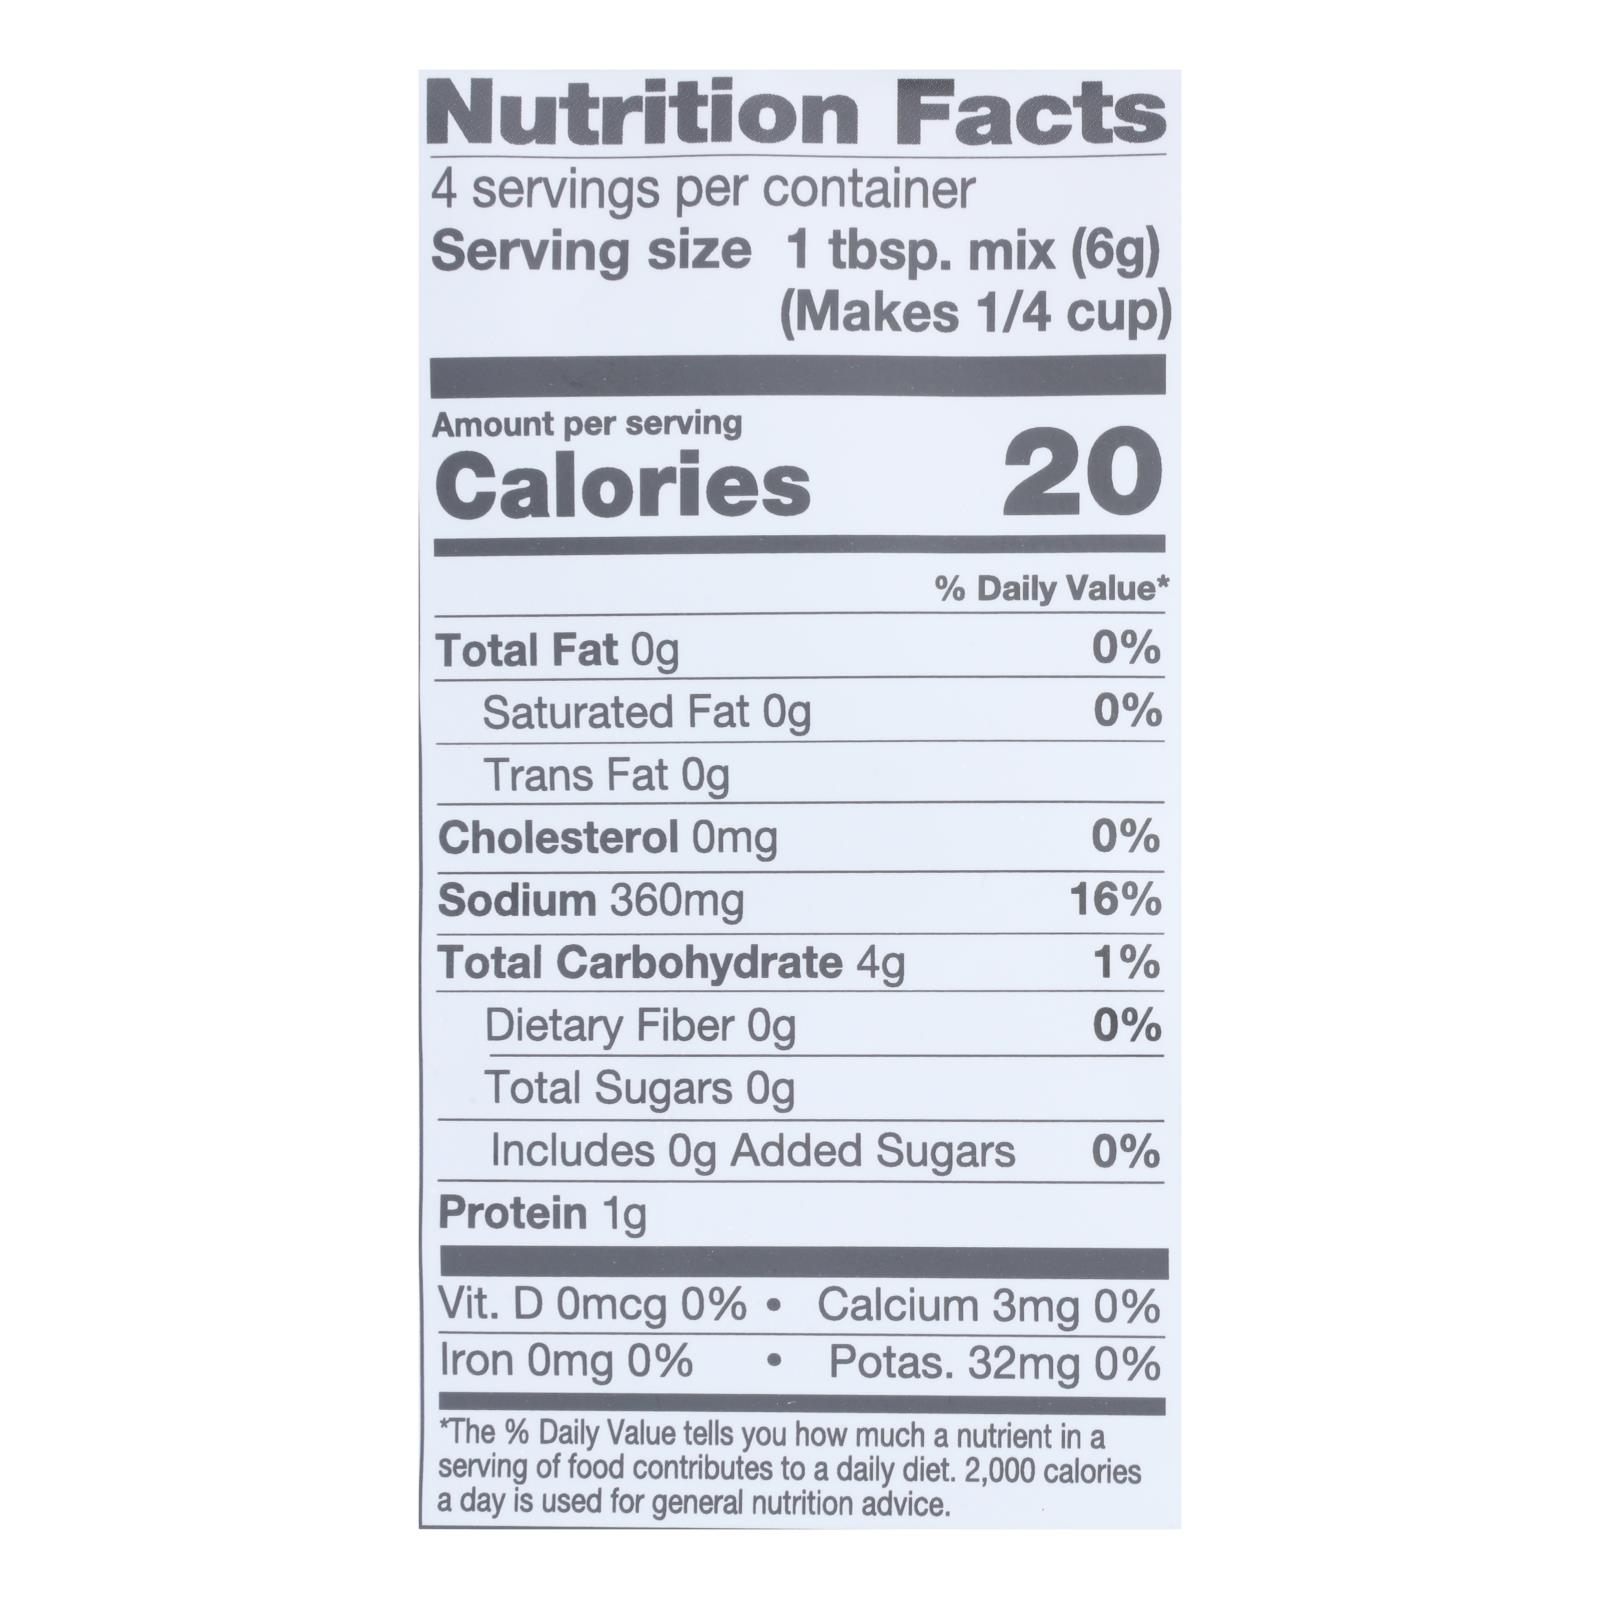 Nutrition Facts
4 servings per container
Serving size 1 tbsp. mix (6g)
(Makes 1/4 cup)
Amount per serving
Calories 20
% Daily Value*
Total Fat 0g 0%
Saturated Fat 0g 0%
Trans Fat 0g
Cholesterol 0mg 0%
Sodium 360mg 16%
Total Carbohydrate 4g 1%
Dietary Fiber 0g 0%
Total Sugars 0g
Includes 0g Added Sugars 0%
Protein 1g
Vit. D 0mcg 0% • Calcium 3mg 0%
Iron 0mg 0% • Potas. 32mg 0%
*The % Daily Value tells you how much a nutrient in a
serving of food contributes to a daily diet. 2,000 calories
a day is used for general nutrition advice.